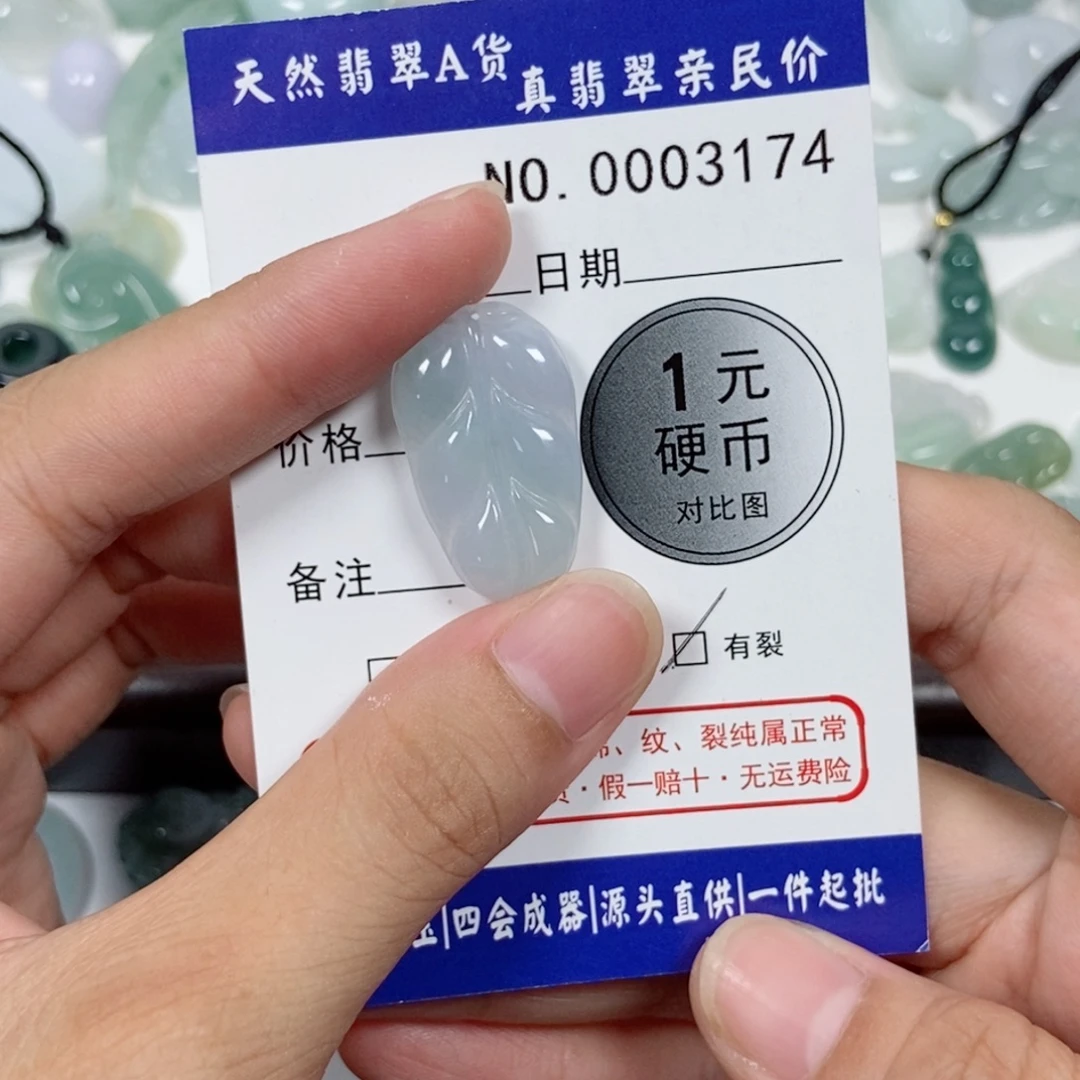 天然翡翠A货 真翡翠亲民价
NO. 0003174
日期
价格
备注
1元
硬币
对比图
有裂
、纹、裂纯属正常
·假一赔十·无运费险
|四会成器|源头直供|一件起批